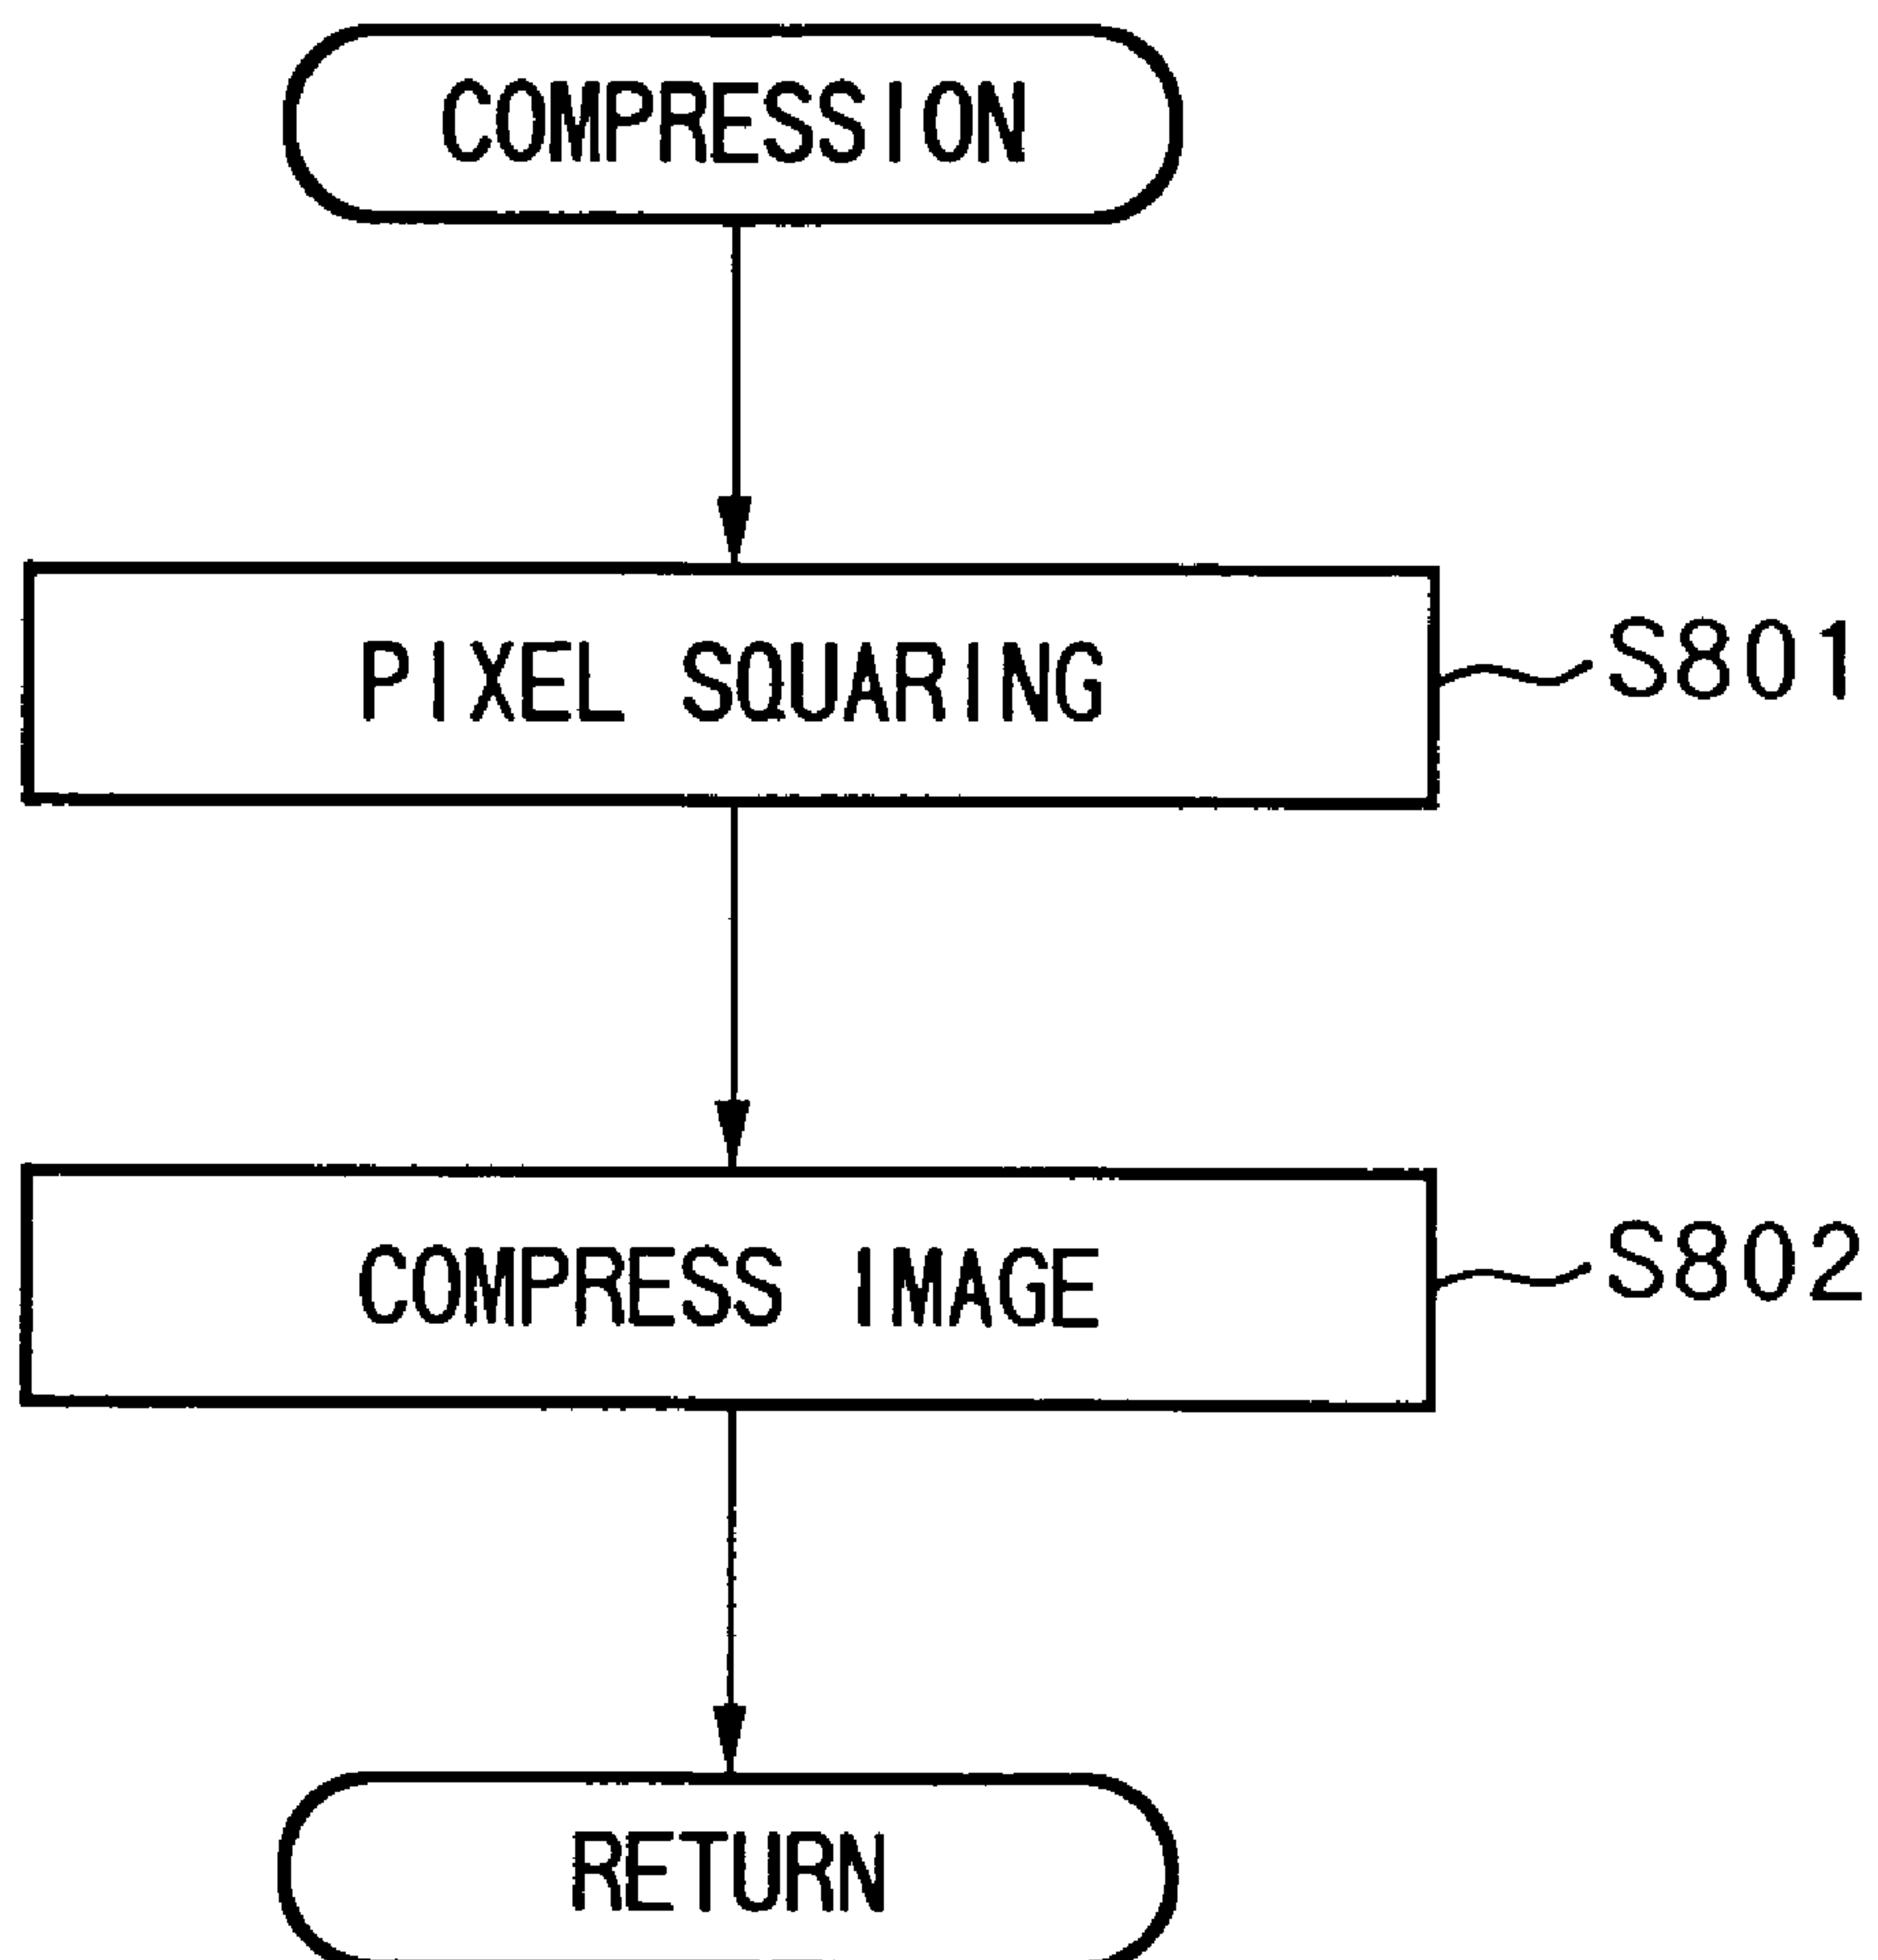 COMPRESSION
PIXEL SQUARING
S801
COMPRESS IMAGE
S802
RETURN